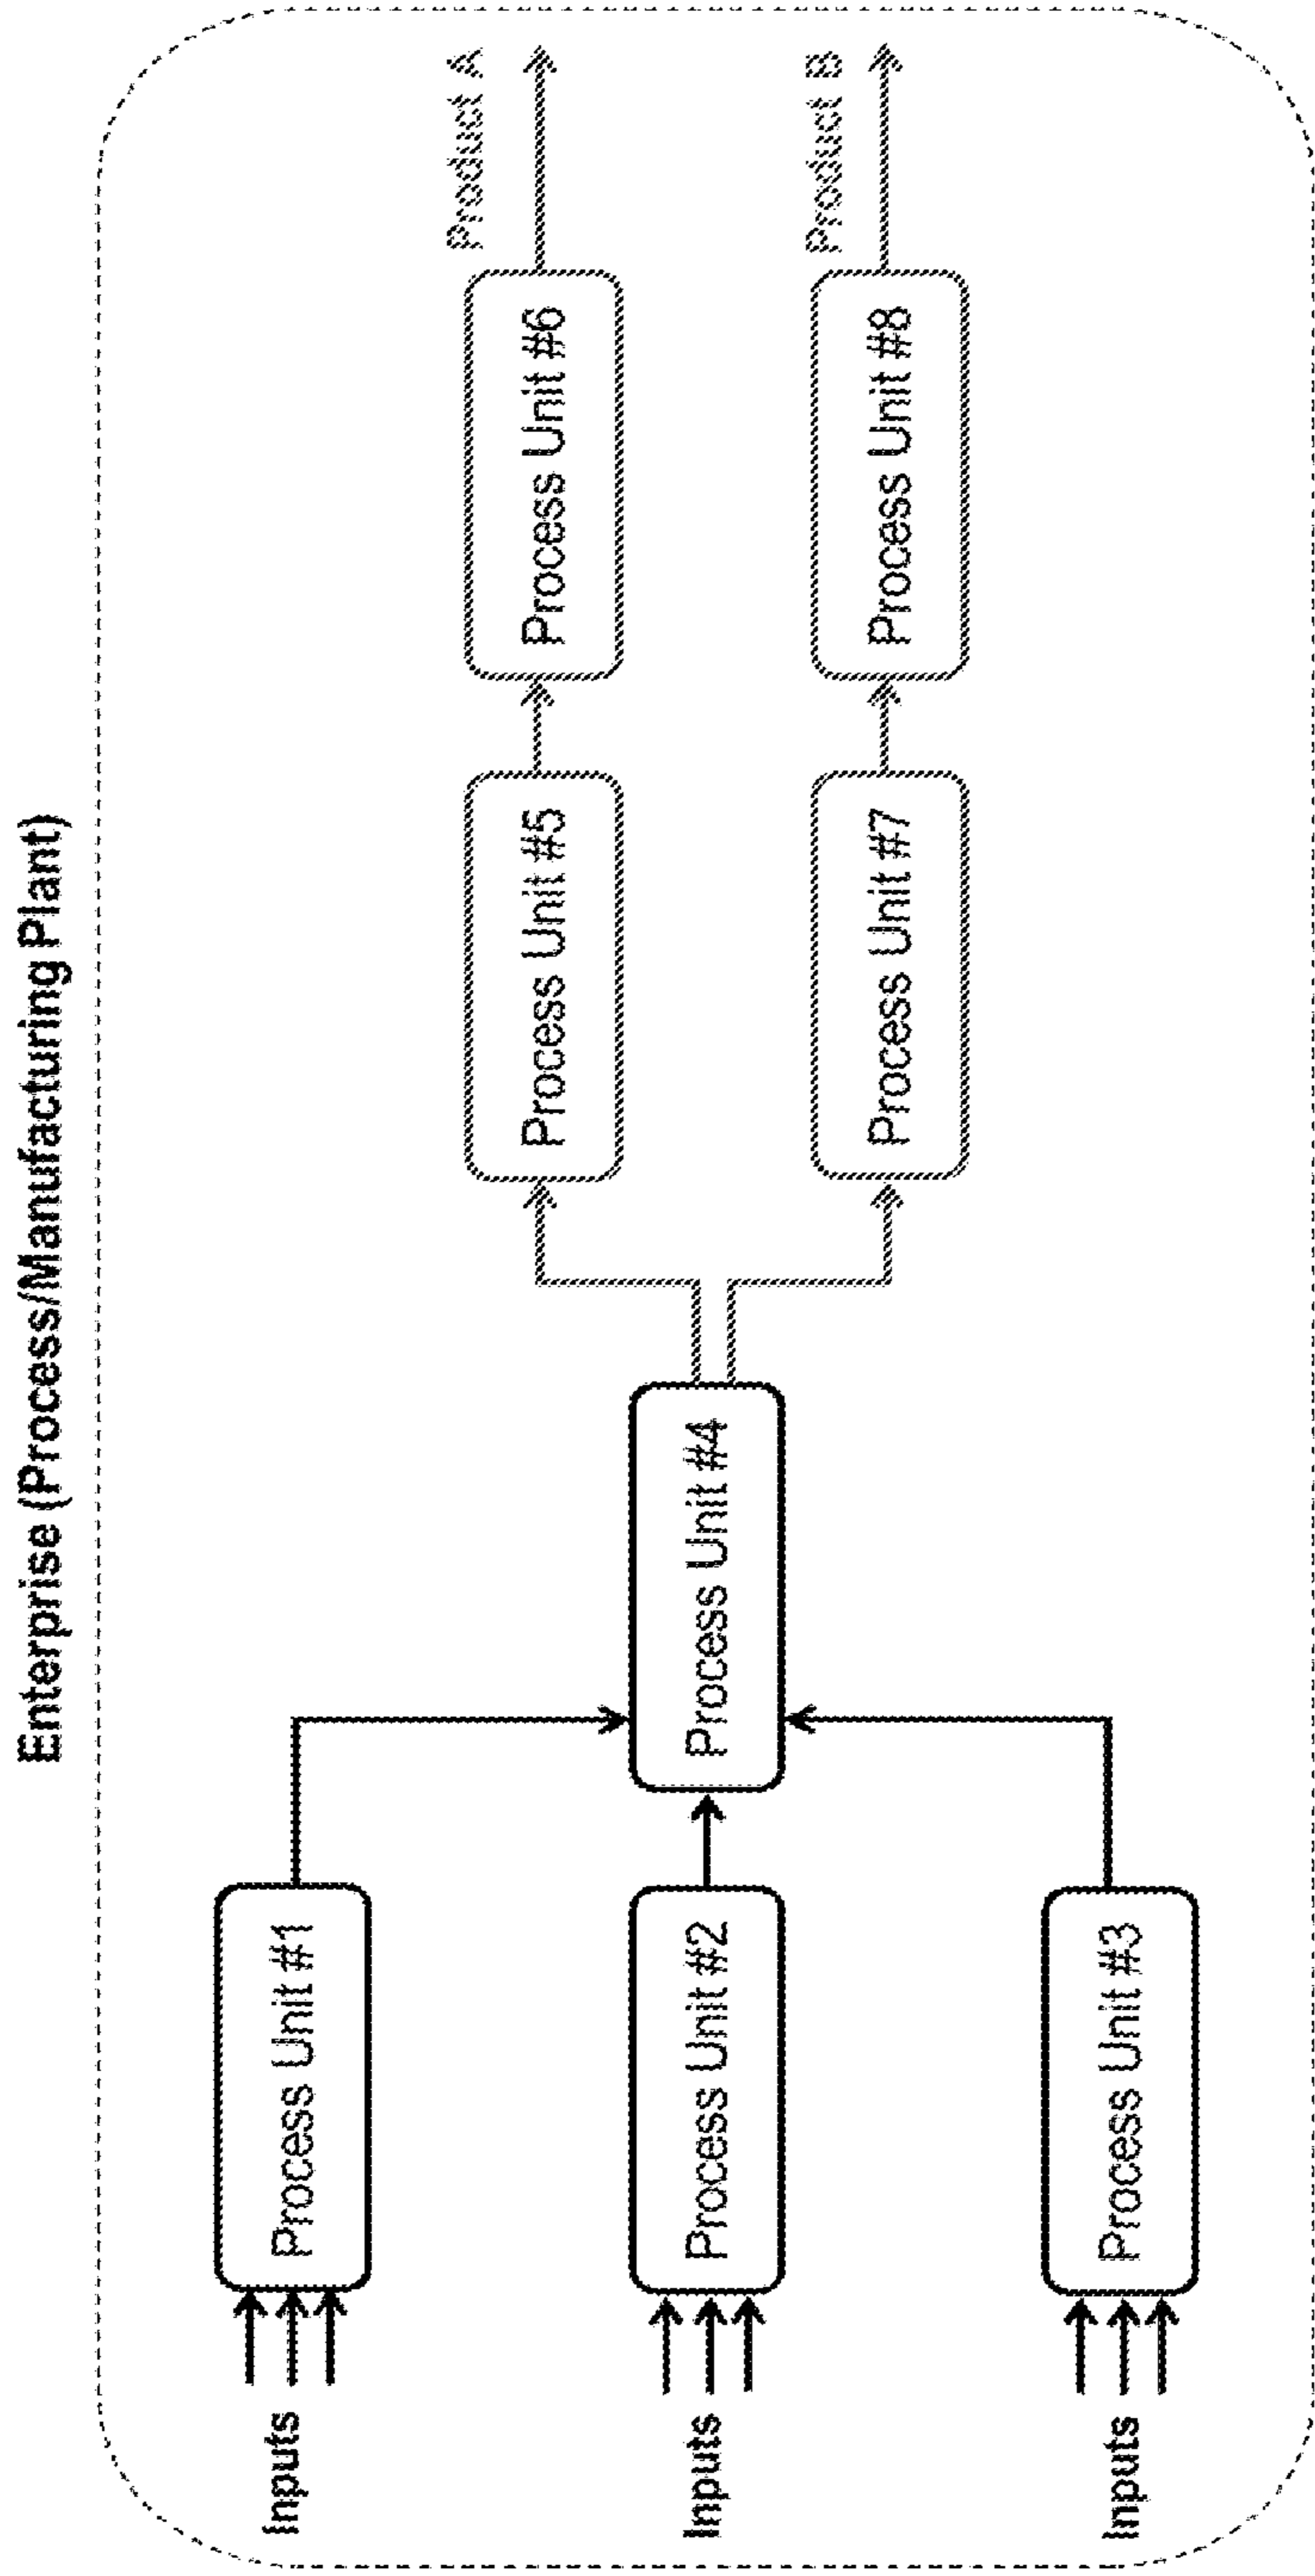 Enterprise (Process/Manufacturing Plant)
Inputs
Process Unit #1
Inputs
Process Unit #2
Inputs
Process Unit #3
Process Unit #4
Process Unit #5
Process Unit #6
Product A
Process Unit #7
Process Unit #8
Product B